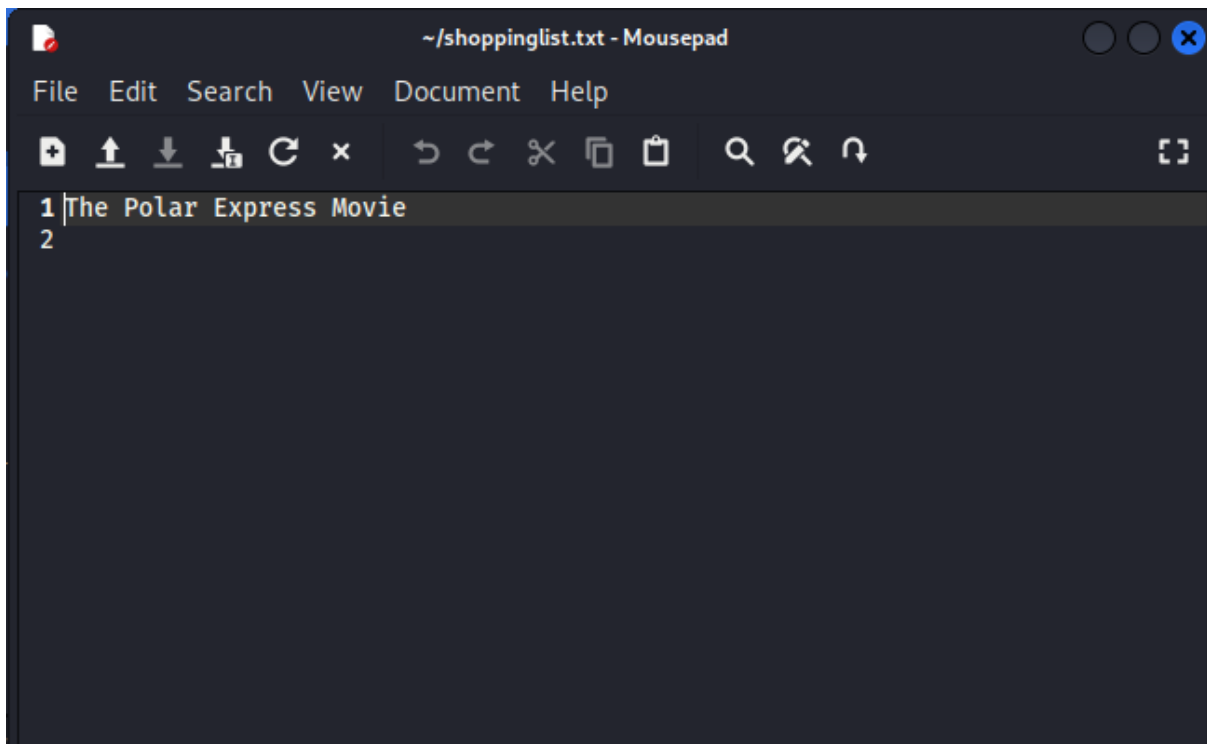 ~/shoppinglist.txt - Mousepad
File Edit Search View Document Help
1 The Polar Express Movie
2